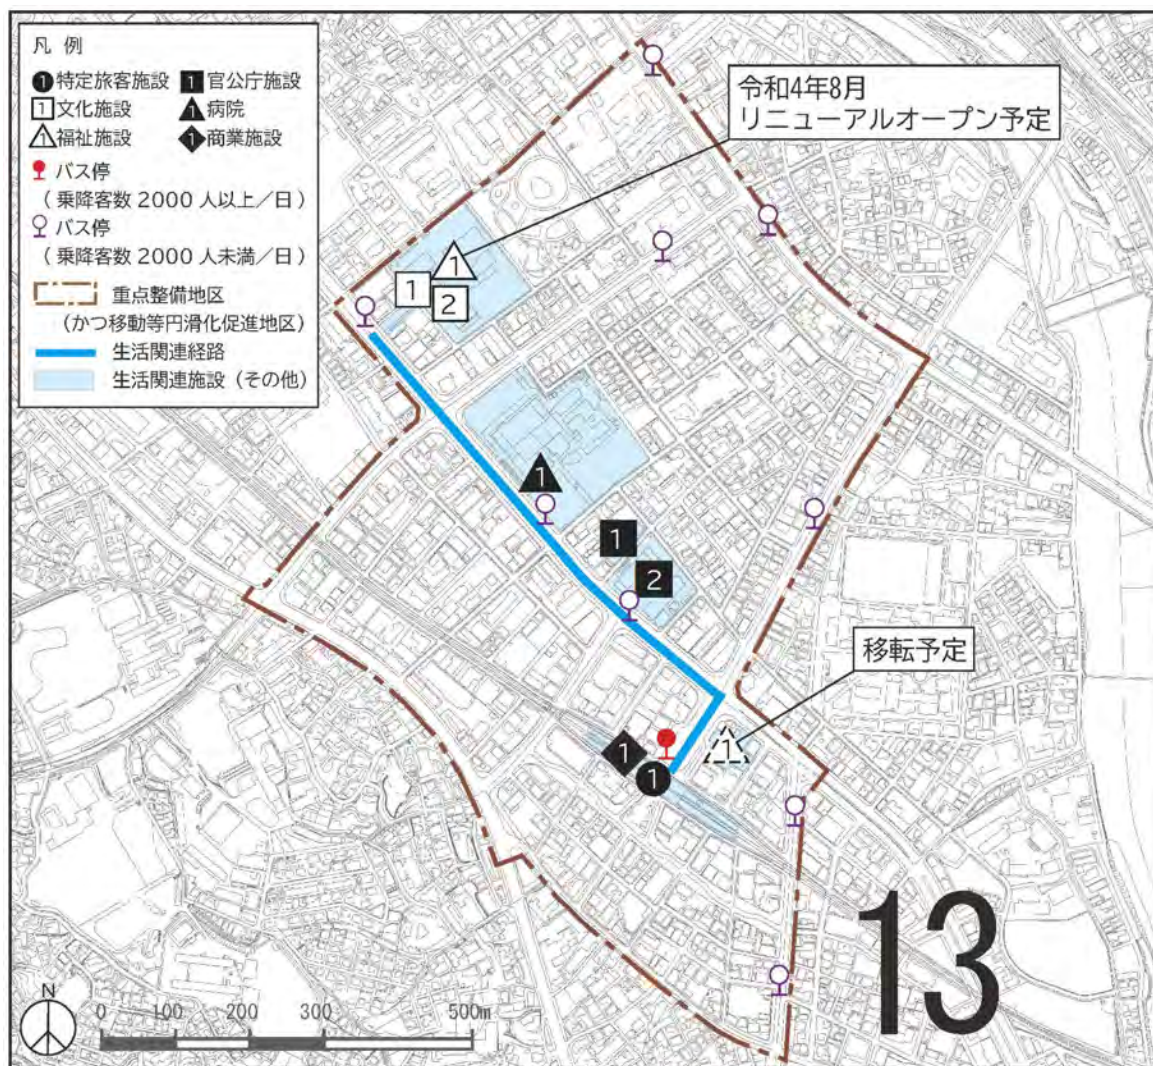 凡 例
1 特定旅客施設 1 官公庁施設
1 文化施設 1 病院
1 福祉施設 1 商業施設
バス停
（ 乗降客数 2000 人以上／日 ）
バス停
（ 乗降客数 2000 人未満／日 ）
重点整備地区
（かつ移動等円滑化促進地区）
生活関連経路
生活関連施設（その他）
令和4年8月
リニューアルオープン予定
1
1
2
1
1
2
移転予定
1
1
1
13
N
0 100 200 300 500m